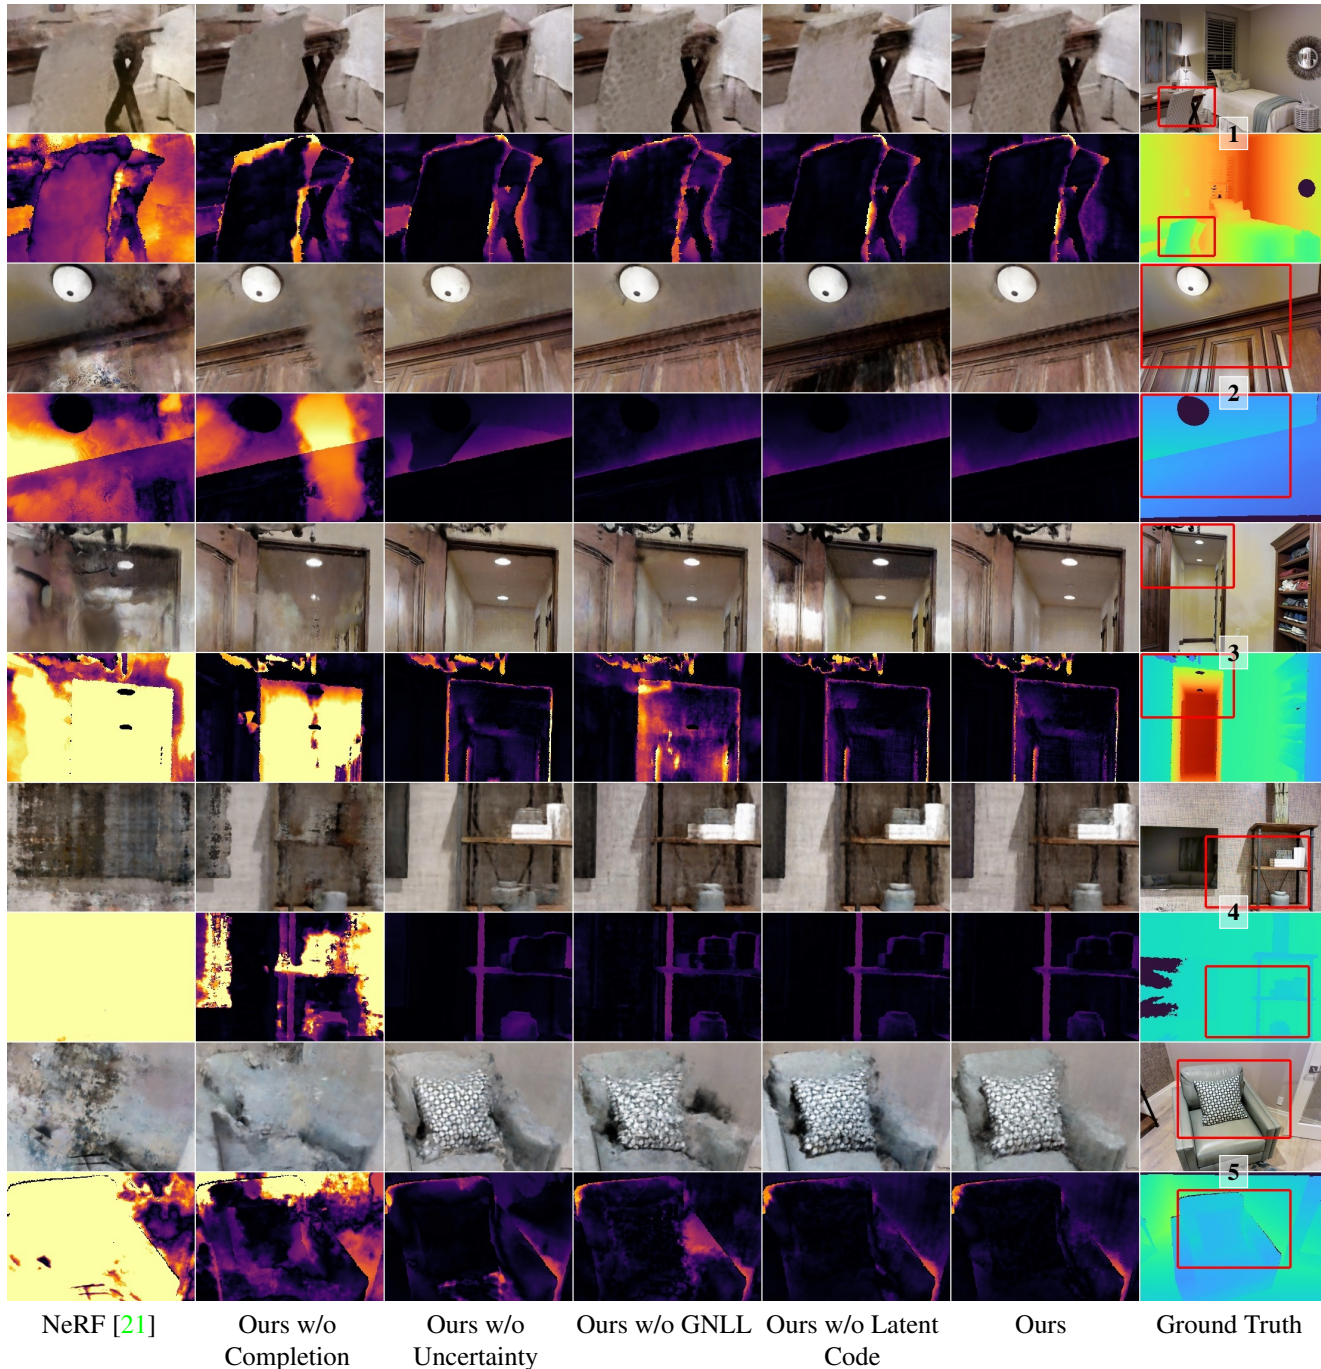 1
2
3
4
5
NeRF [21]
Ours w/o
Completion
Ours w/o
Uncertainty
Ours w/o GNLL
Ours w/o Latent
Code
Ours
Ground Truth